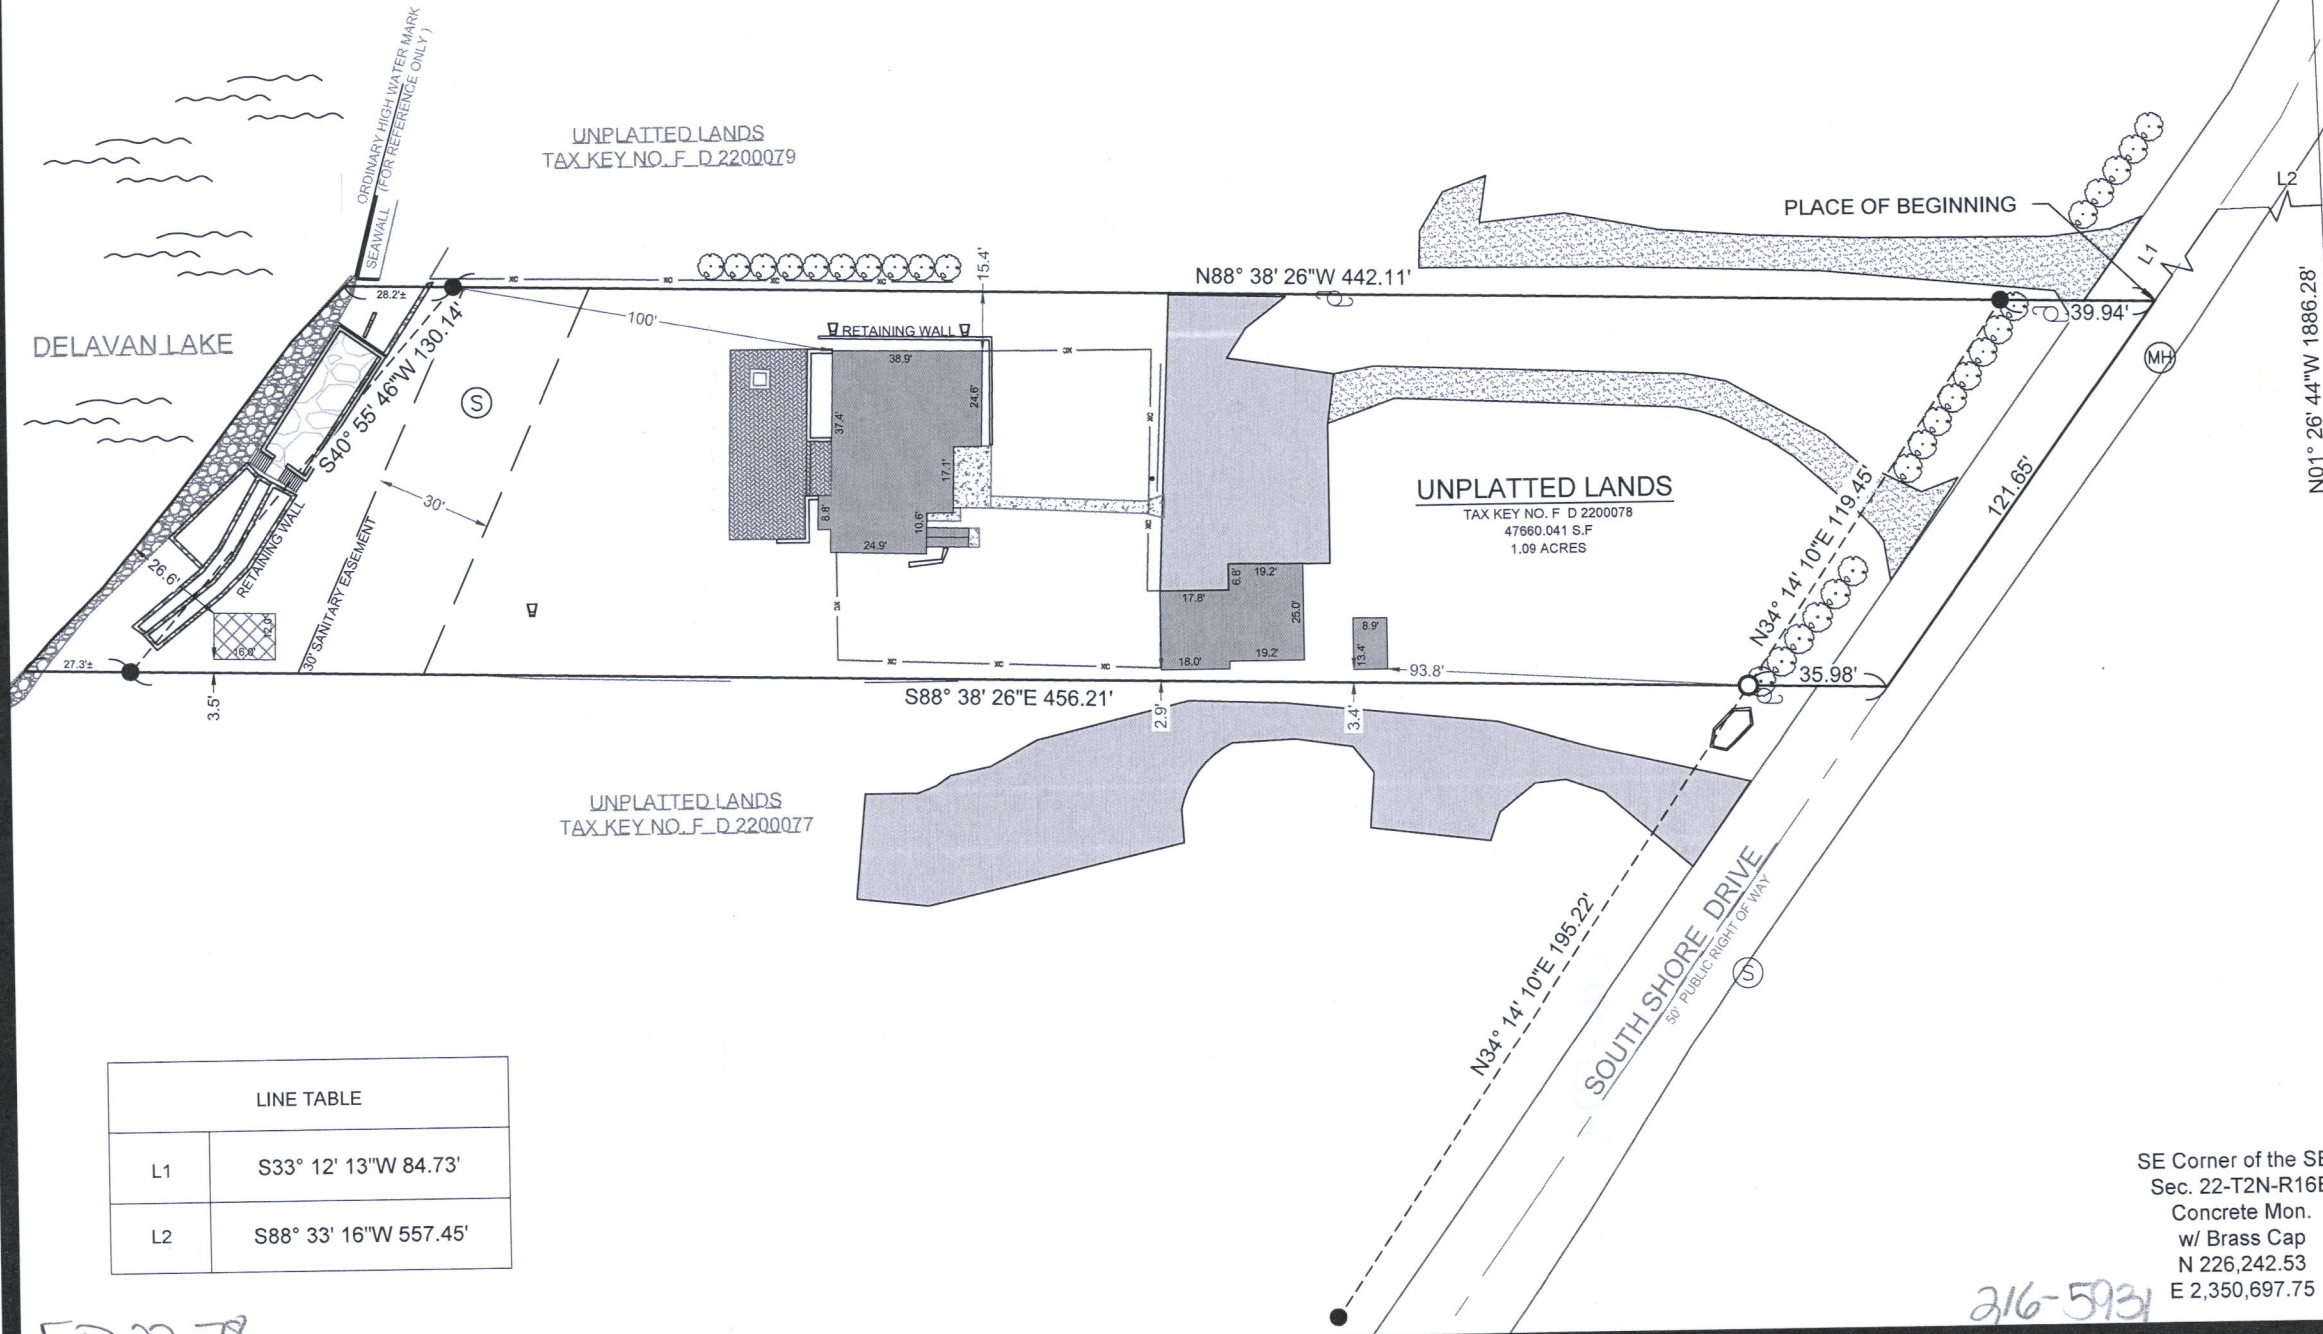 ORDINARY HIGH WATER MARK
(FOR REFERENCE ONLY )
SEAWALL
UNPLATTED LANDS
TAX KEY NO. F D 2200079
PLACE OF BEGINNING
L2
L1
15.4'
N88° 38' 26"W 442.11'
28.2'±
39.94'
DELAVAN LAKE
100'
RETAINING WALL
38.9'
MH
N01° 26' 44"W 1886.28'
S40° 55' 46"W 130.14'
S
24.6'
37.4'
17.1'
30'
8.8'
10.6'
24.9'
UNPLATTED LANDS
TAX KEY NO. F D 2200078
47660.041 S.F
1.09 ACRES
121.65'
N34° 14' 10"E 119.45'
RETAINING WALL
26.6'
30' SANITARY EASEMENT
12.0'
16.0'
6.8'
19.2'
17.8'
25.0'
18.0'
19.2'
8.9'
13.4'
93.8'
35.98'
27.3'±
3.5'
S88° 38' 26"E 456.21'
2.9'
3.4'
UNPLATTED LANDS
TAX KEY NO. F D 2200077
N34° 14' 10"E 195.22'
SOUTH SHORE DRIVE
50' PUBLIC RIGHT OF WAY
S
LINE TABLE
L1 S33° 12' 13"W 84.73'
L2 S88° 33' 16"W 557.45'
SE Corner of the SE
Sec. 22-T2N-R16E
Concrete Mon.
w/ Brass Cap
N 226,242.53
E 2,350,697.75
216-5931